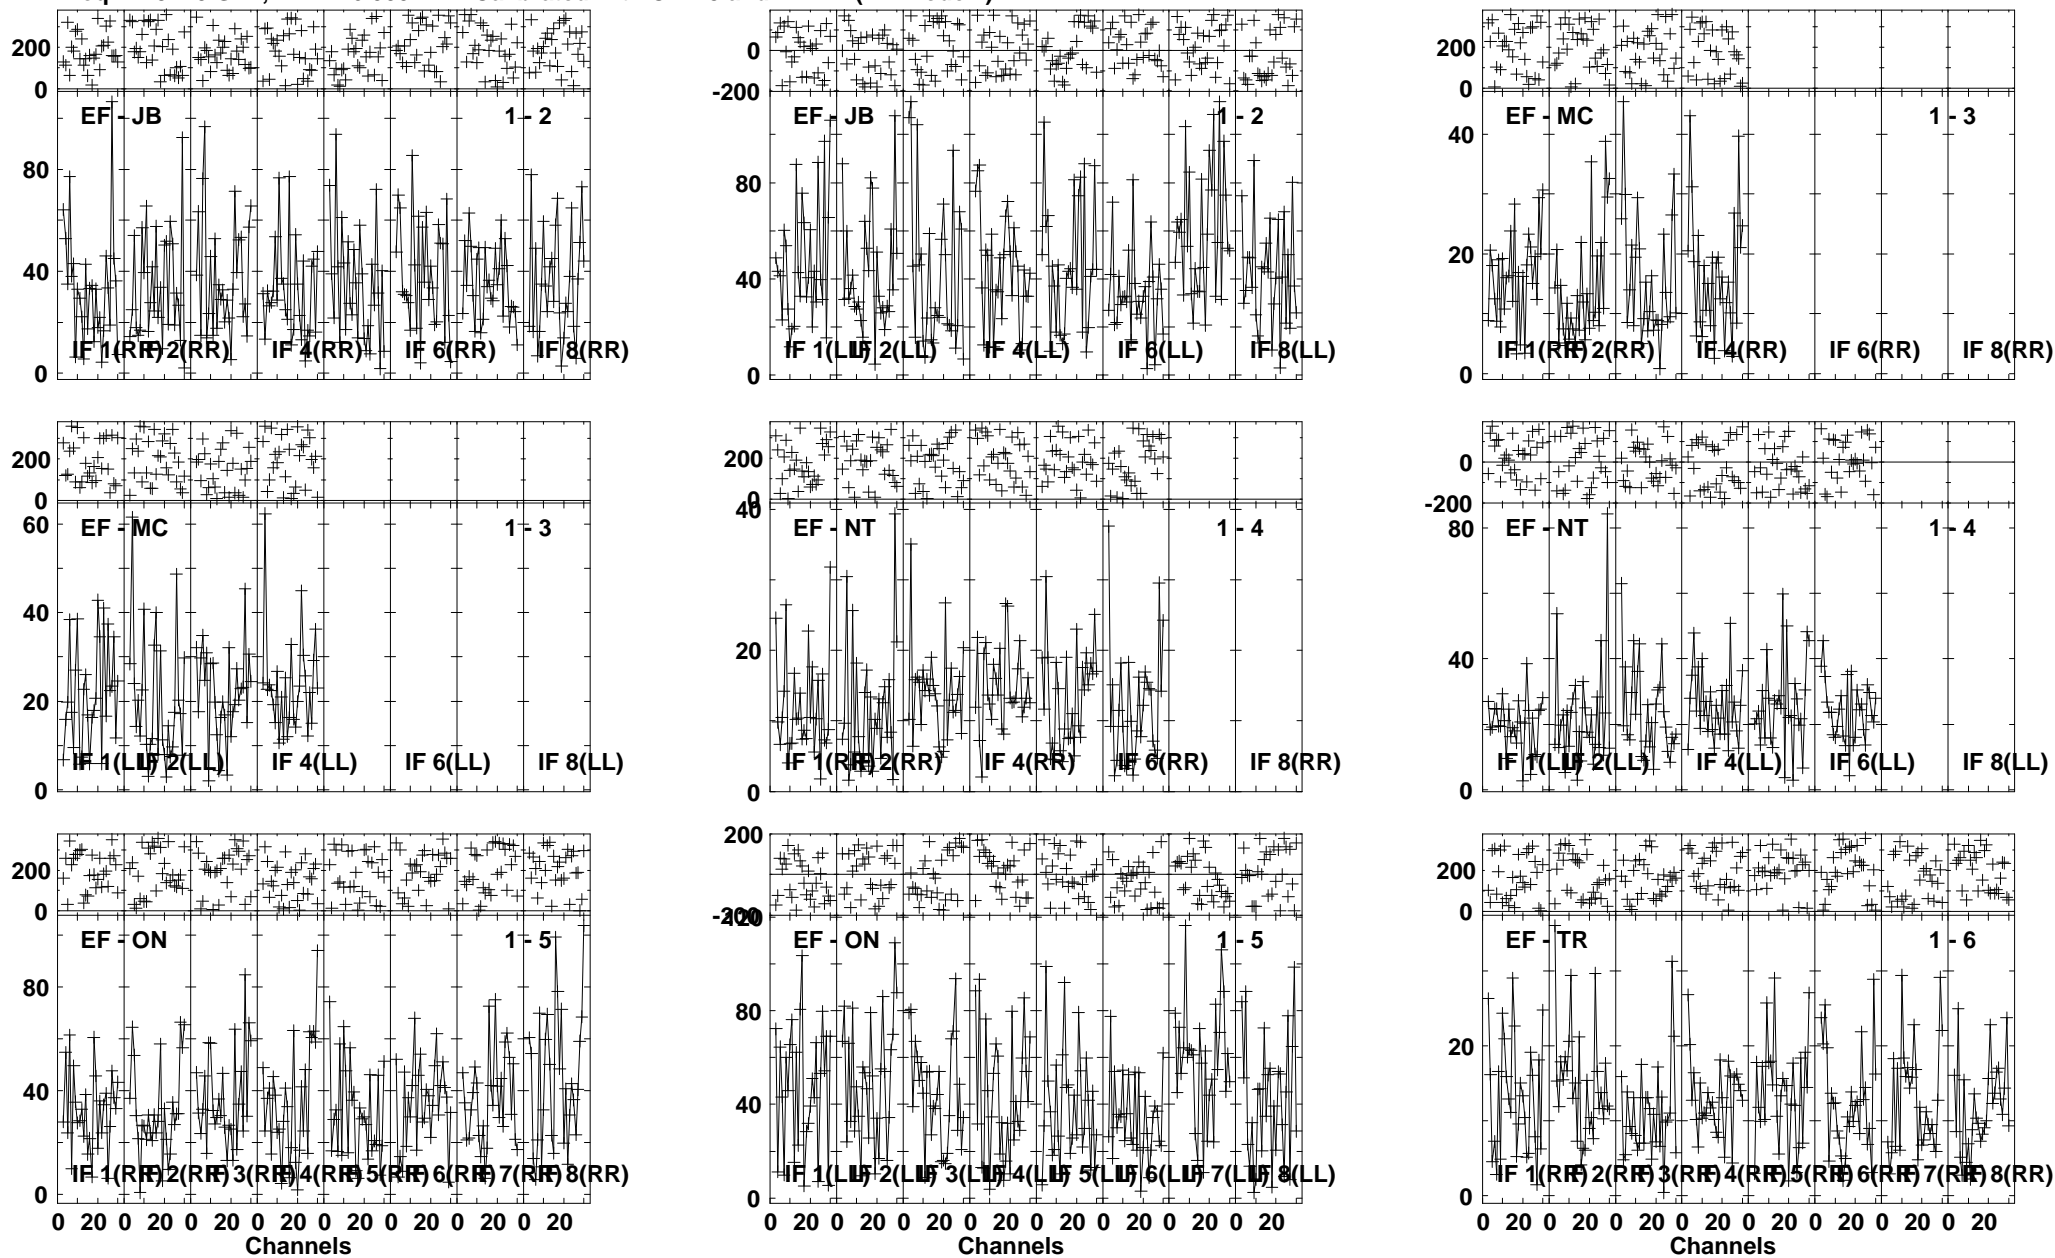 200
0
EF - JB
1 - 2
80
40
0
IF 1(RR)
IF 2(RR)
IF 4(RR)
IF 6(RR)
IF 8(RR)
0
-200
EF - JB
1 - 2
80
40
0
IF 1(LL)
IF 2(LL)
IF 4(LL)
IF 6(LL)
IF 8(LL)
200
0
EF - MC
1 - 3
40
20
0
IF 1(RR)
IF 2(RR)
IF 4(RR)
IF 6(RR)
IF 8(RR)
200
0
EF - MC
1 - 3
60
40
20
0
IF 1(LL)
IF 2(LL)
IF 4(LL)
IF 6(LL)
IF 8(LL)
200
0
EF - NT
1 - 4
40
20
0
IF 1(RR)
IF 2(RR)
IF 4(RR)
IF 6(RR)
IF 8(RR)
0
-200
EF - NT
1 - 4
80
40
0
IF 1(LL)
IF 2(LL)
IF 4(LL)
IF 6(LL)
IF 8(LL)
200
0
EF - ON
1 - 5
80
40
0
IF 1(RR)
IF 2(RR)
IF 3(RR)
IF 4(RR)
IF 5(RR)
IF 6(RR)
IF 7(RR)
IF 8(RR)
0 20 0 20 0 20 0 20 0 20 0 20 0 20 0 20
Channels
200
-200
120
EF - ON
1 - 5
80
40
0
IF 1(LL)
IF 2(LL)
IF 3(LL)
IF 4(LL)
IF 5(LL)
IF 6(LL)
IF 7(LL)
IF 8(LL)
0 20 0 20 0 20 0 20 0 20 0 20 0 20 0 20
Channels
200
0
EF - TR
1 - 6
20
0
IF 1(RR)
IF 2(RR)
IF 3(RR)
IF 4(RR)
IF 5(RR)
IF 6(RR)
IF 7(RR)
IF 8(RR)
0 20 0 20 0 20 0 20 0 20 0 20 0 20 0 20
Channels